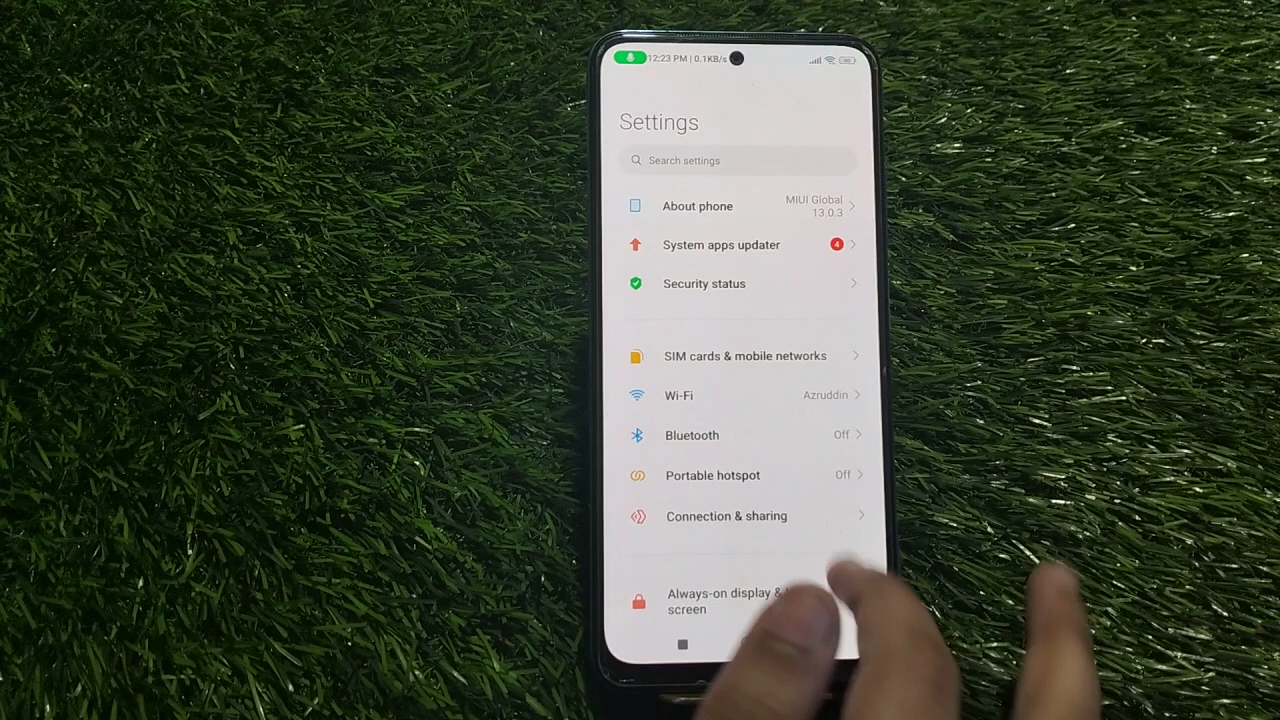 12:23 PM | 0.1KB/s
Settings
Search settings
About phone
MIUI Global
13.0.3
System apps updater
4
Security status
SIM cards & mobile networks
Wi-Fi
Azruddin
Bluetooth
Off
Portable hotspot
Off
Connection & sharing
Always-on display &
screen